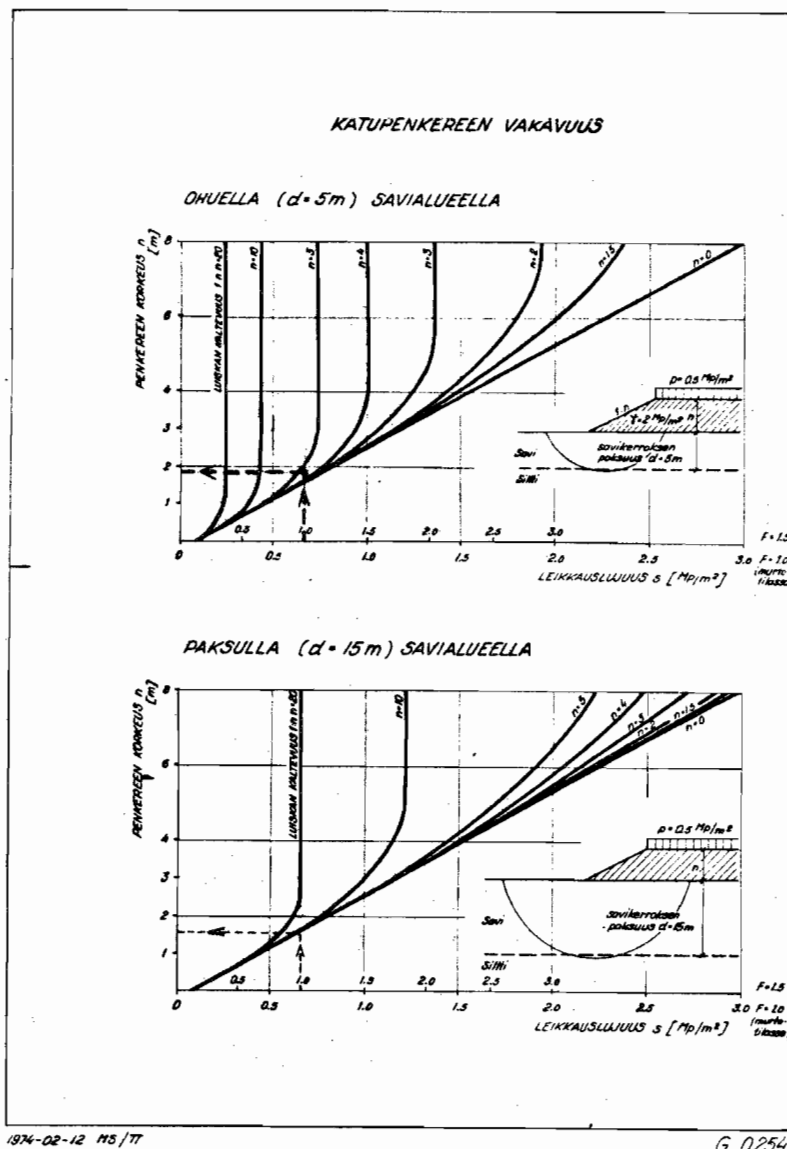 KATUPENKEREEN VAKAVUUS
OHUELLA (d=5m) SAVIALUEELLA
PENKEREEN KORKEUS n
[m]
8
6
4
3
2
1
LUISKAN KALTEVUUS 1:n n=20
n=10
n=5
n=4
n=3
n=2
n=1.5
n=0
p=0.5 Mp/m²
1:n
γ=2 Mp/m²
n
Savi
savikerroksen
paksuus d=5m
Siltti
0.5 1.0 1.5 2.0 2.5 3.0
F=1.5
0 0.5 1.0 1.5 2.0 2.5 3.0
F=1.0
(murto-
tilassa)
LEIKKAUSLUJUUS s [Mp/m²]
PAKSULLA (d=15m) SAVIALUEELLA
PENKEREEN KORKEUS n
[m]
8
6
4
3
2
1
LUISKAN KALTEVUUS 1:n n=20
n=10
n=5
n=4
n=3
n=2
n=1.5
n=0
p=0.5 Mp/m²
n
Savi
savikerroksen
paksuus d=15m
Siltti
0.5 1.0 1.5 2.0 2.5 3.0
F=1.5
0 0.5 1.0 1.5 2.0 2.5 3.0
F=1.0
(murto-
tilassa)
LEIKKAUSLUJUUS s [Mp/m²]
1974-02-12 MS/TT
G 0254